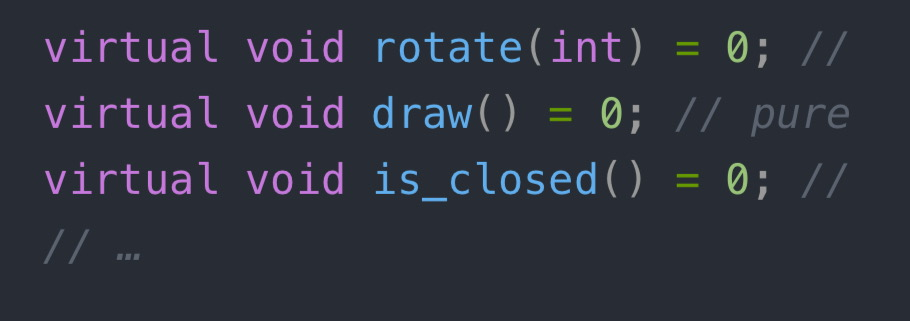 virtual void rotate(int) = 0; //
virtual void draw() = 0; // pure
virtual void is_closed() = 0; //
// …